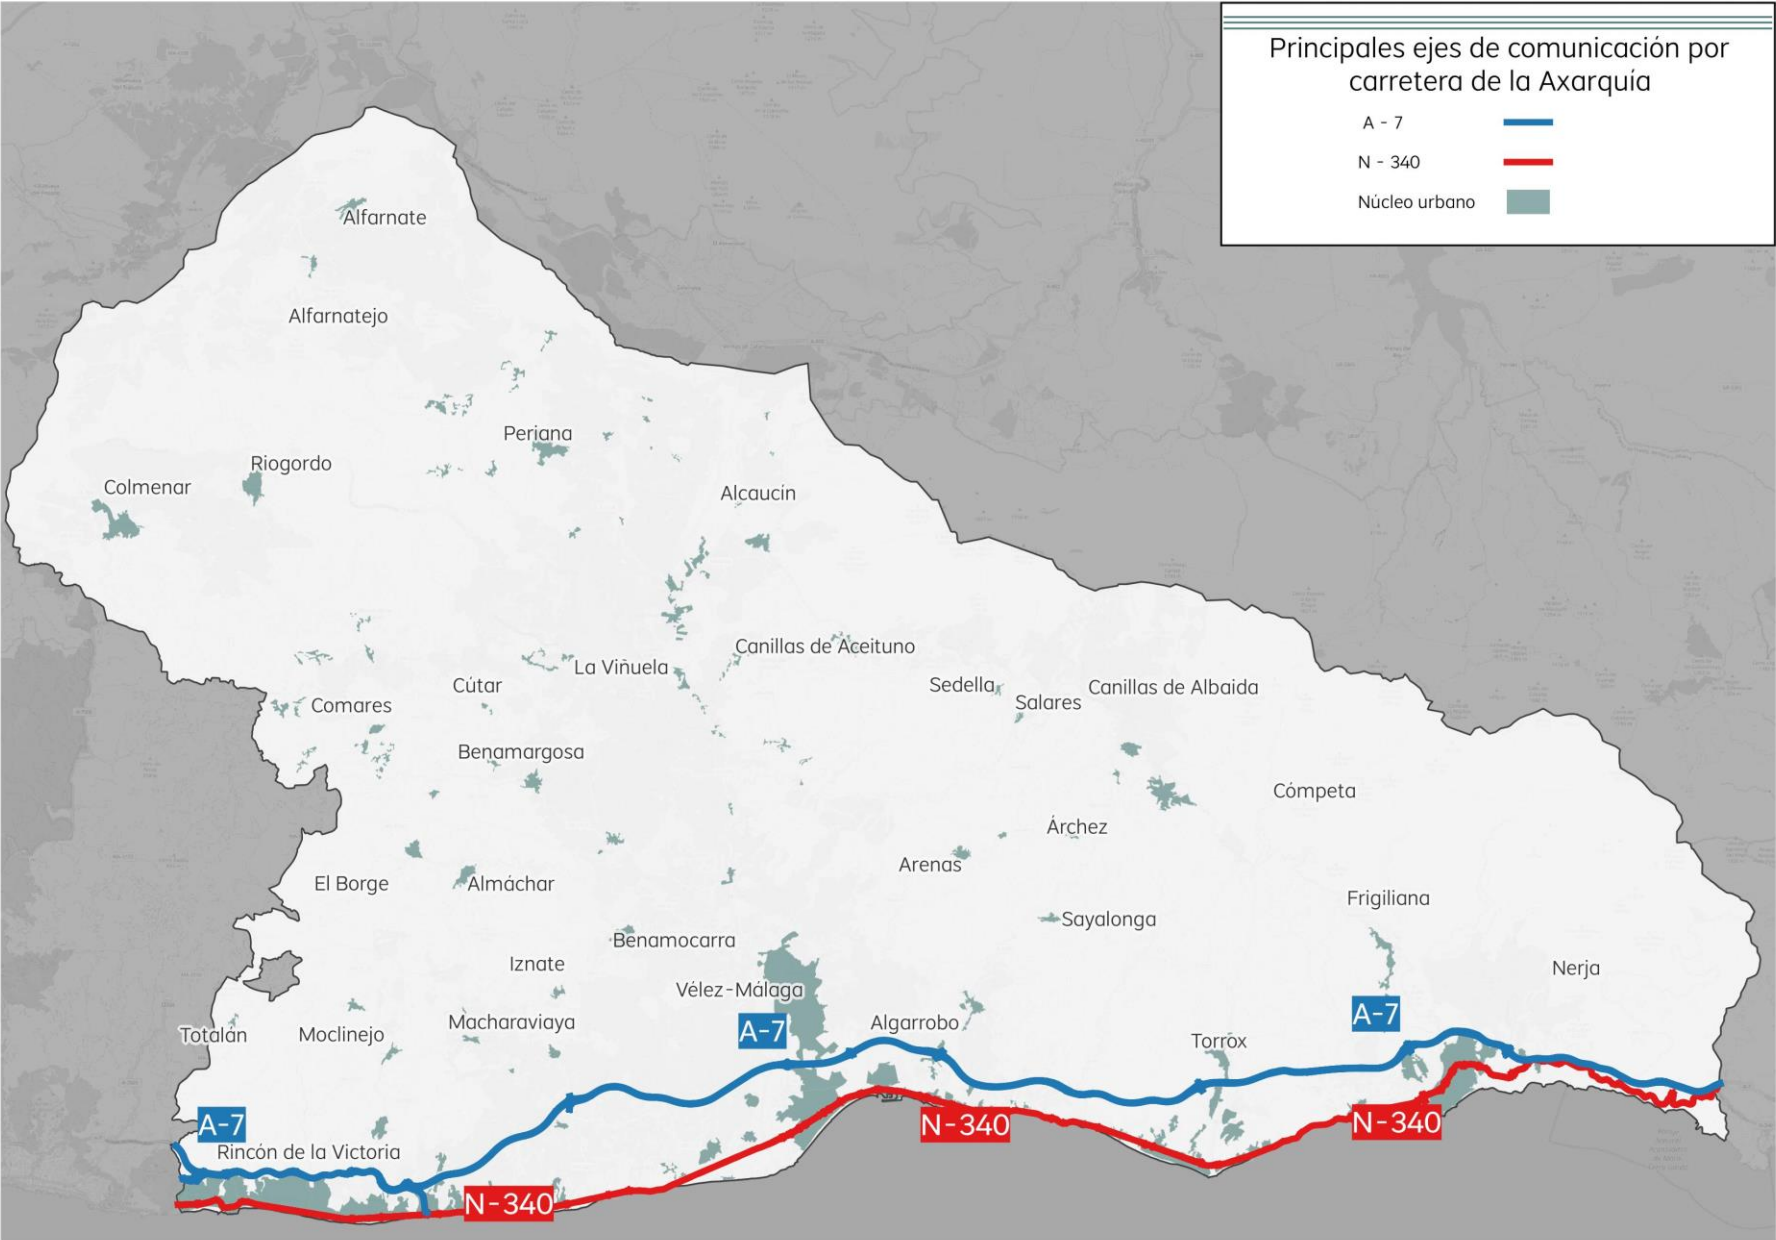 Principales ejes de comunicación por
carretera de la Axarquía
A - 7
N - 340
Núcleo urbano
Alfarnate
Alfarnatejo
Periana
Riogordo
Colmenar
Alcaucín
Canillas de Aceituno
La Viñuela
Cútar
Sedella
Canillas de Albaida
Salares
Comares
Benamargosa
Cómpeta
Árchez
Arenas
El Borge
Almáchar
Frigiliana
Sayalonga
Benamocarra
Iznate
Nerja
Vélez-Málaga
A-7
Macharaviaya
Algarrobo
A-7
Totalán
Moclinejo
Torrox
A-7
N-340
N-340
Rincón de la Victoria
N-340